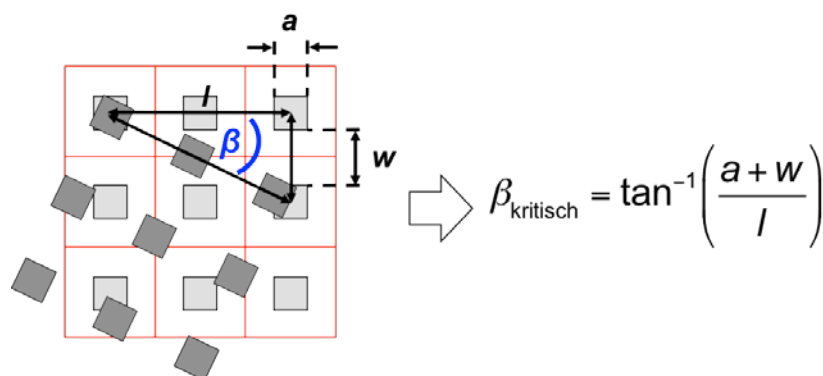 a
l
β
w
β_kritisch = tan⁻¹((a + w) / l)